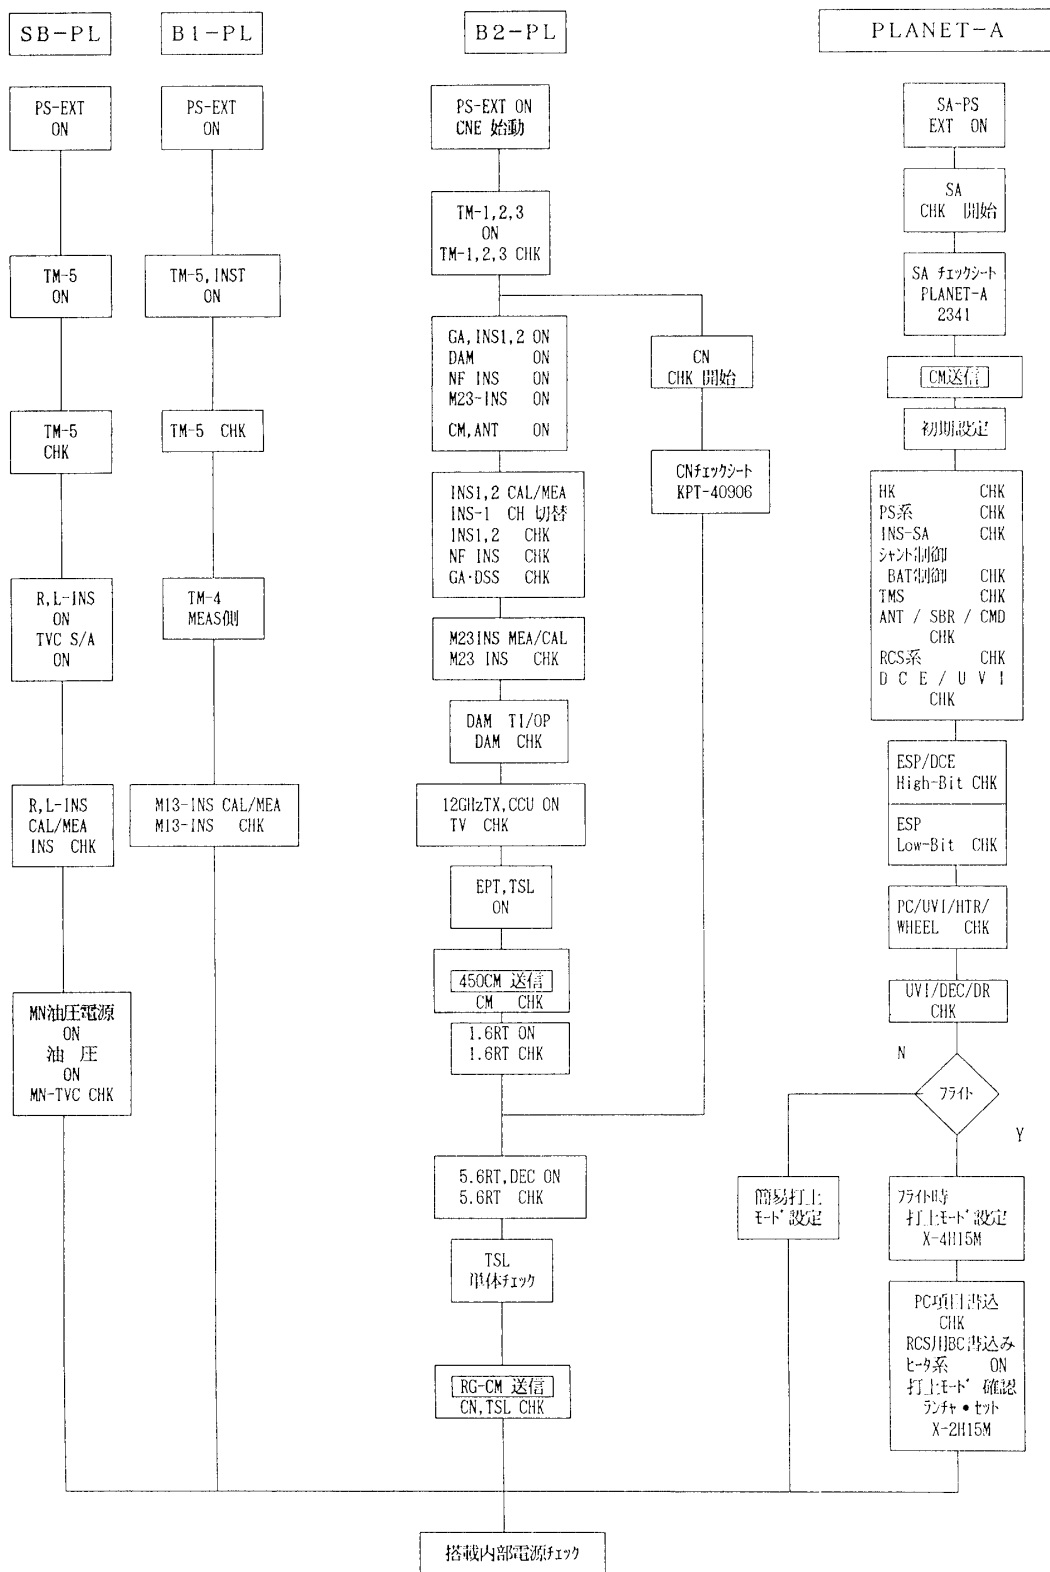 SB-PL
PS-EXT
ON
TM-5
ON
TM-5
CHK
R,L-INS
ON
TVC S/A
ON
R,L-INS
CAL/MEA
INS CHK
MN油圧電源
ON
油 圧
ON
MN-TVC CHK
B1-PL
PS-EXT
ON
TM-5,INST
ON
TM-5 CHK
TM-4
MEAS側
M13-INS CAL/MEA
M13-INS CHK
B2-PL
PS-EXT ON
CNE 始動
TM-1,2,3
ON
TM-1,2,3 CHK
GA,INS1,2 ON
DAM ON
NF INS ON
M23-INS ON
CM,ANT ON
INS1,2 CAL/MEA
INS-1 CH 切替
INS1,2 CHK
NF INS CHK
GA・DSS CHK
M23INS MEA/CAL
M23 INS CHK
DAM TI/OP
DAM CHK
12GHzTX,CCU ON
TV CHK
EPT,TSL
ON
450CM 送信
CM CHK
1.6RT ON
1.6RT CHK
CN
CHK 開始
CNチェックシート
KPT-40906
5.6RT,DEC ON
5.6RT CHK
TSL
単体チェック
RG-CM 送信
CN,TSL CHK
PLANET-A
SA-PS
EXT ON
SA
CHK 開始
SA チェックシート
PLANET-A
2341
CM送信
初期設定
HK CHK
PS系 CHK
INS-SA CHK
シャント制御
BAT制御 CHK
TMS CHK
ANT / SBR / CMD
CHK
RCS系 CHK
D C E / U V I
CHK
ESP/DCE
High-Bit CHK
ESP
Low-Bit CHK
PC/UVI/HTR/
WHEEL CHK
UVI/DEC/DR
CHK
N
フライト
Y
簡易打上
モード設定
フライト時
打上モード設定
X-4H15M
PC項目書込
CHK
RCS用BC書込み
ヒータ系 ON
打上モード 確認
ランチャ・セット
X-2H15M
搭載内部電源チェック